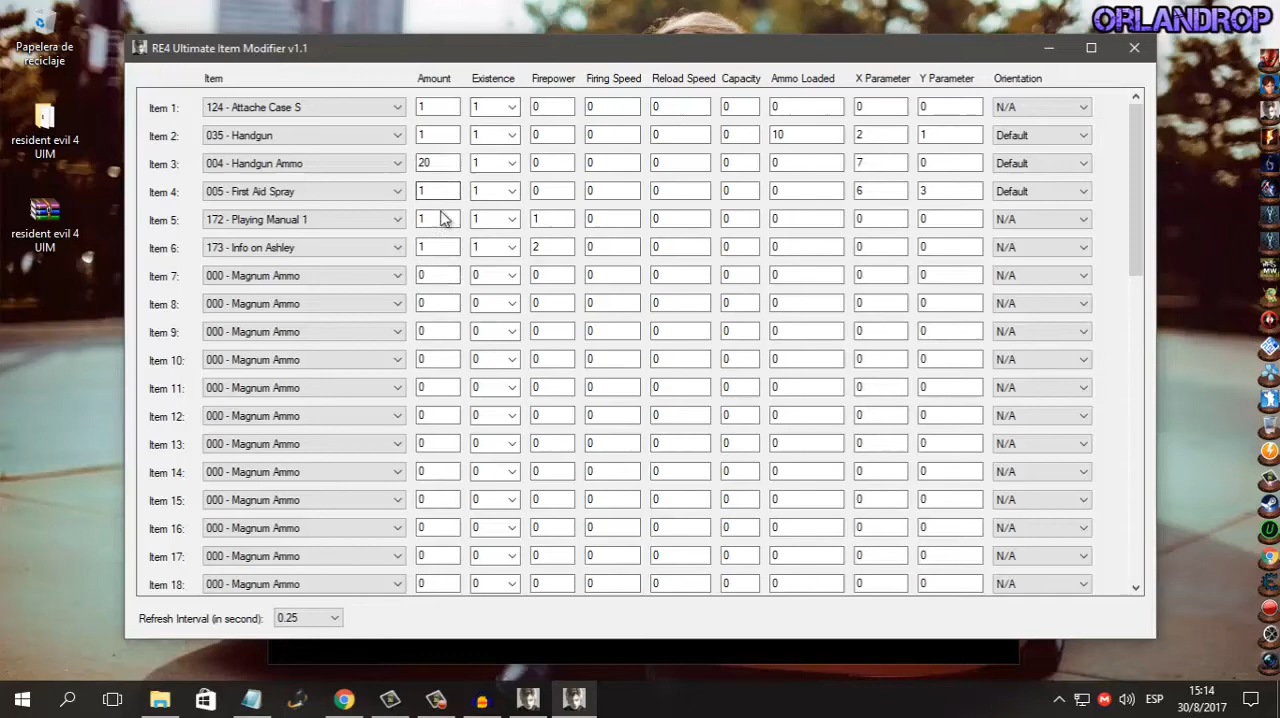 ORLANDROP
Papelera de
reciclaje
resident evil 4
UIM
resident evil 4
UIM
RE4 Ultimate Item Modifier v1.1
Item Amount Existence Firepower Firing Speed Reload Speed Capacity Ammo Loaded X Parameter Y Parameter Orientation
Item 1: 124 - Attache Case S 1 1 0 0 0 0 0 0 0 N/A
Item 2: 035 - Handgun 1 1 0 0 0 0 10 2 1 Default
Item 3: 004 - Handgun Ammo 20 1 0 0 0 0 0 7 0 Default
Item 4: 005 - First Aid Spray 1 1 0 0 0 0 0 6 3 Default
Item 5: 172 - Playing Manual 1 1 1 1 0 0 0 0 0 0 N/A
Item 6: 173 - Info on Ashley 1 1 2 0 0 0 0 0 0 N/A
Item 7: 000 - Magnum Ammo 0 0 0 0 0 0 0 0 0 N/A
Item 8: 000 - Magnum Ammo 0 0 0 0 0 0 0 0 0 N/A
Item 9: 000 - Magnum Ammo 0 0 0 0 0 0 0 0 0 N/A
Item 10: 000 - Magnum Ammo 0 0 0 0 0 0 0 0 0 N/A
Item 11: 000 - Magnum Ammo 0 0 0 0 0 0 0 0 0 N/A
Item 12: 000 - Magnum Ammo 0 0 0 0 0 0 0 0 0 N/A
Item 13: 000 - Magnum Ammo 0 0 0 0 0 0 0 0 0 N/A
Item 14: 000 - Magnum Ammo 0 0 0 0 0 0 0 0 0 N/A
Item 15: 000 - Magnum Ammo 0 0 0 0 0 0 0 0 0 N/A
Item 16: 000 - Magnum Ammo 0 0 0 0 0 0 0 0 0 N/A
Item 17: 000 - Magnum Ammo 0 0 0 0 0 0 0 0 0 N/A
Item 18: 000 - Magnum Ammo 0 0 0 0 0 0 0 0 0 N/A
Refresh Interval (in second): 0.25
MW
ESP
15:14
30/8/2017